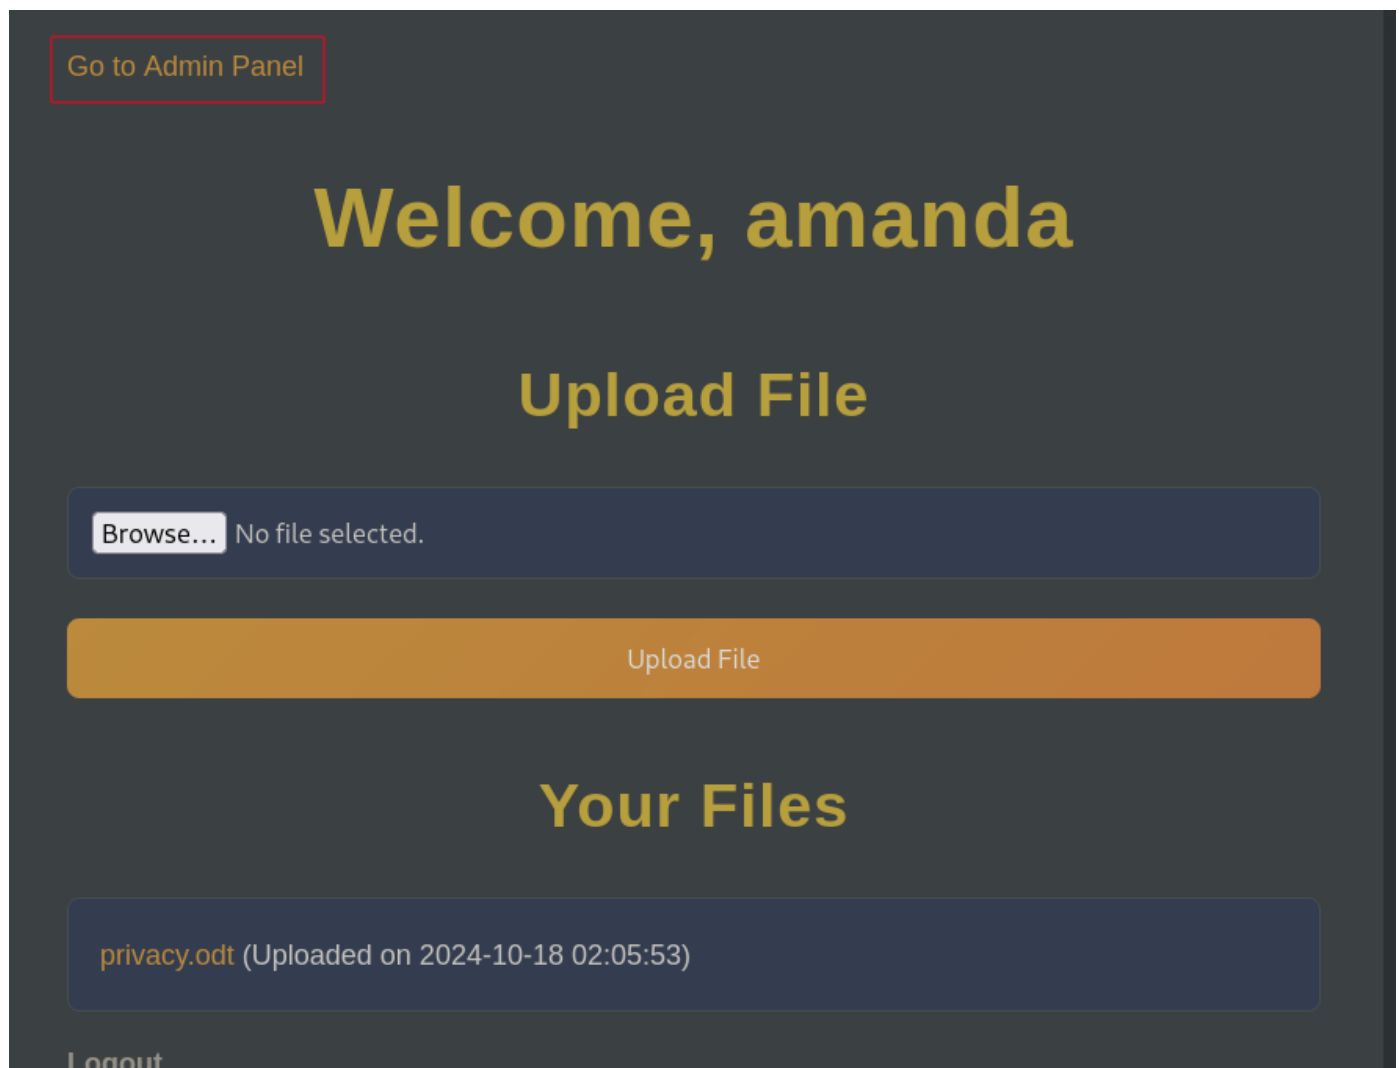 Go to Admin Panel
Welcome, amanda
Upload File
Browse... No file selected.
Upload File
Your Files
privacy.odt (Uploaded on 2024-10-18 02:05:53)
Logout